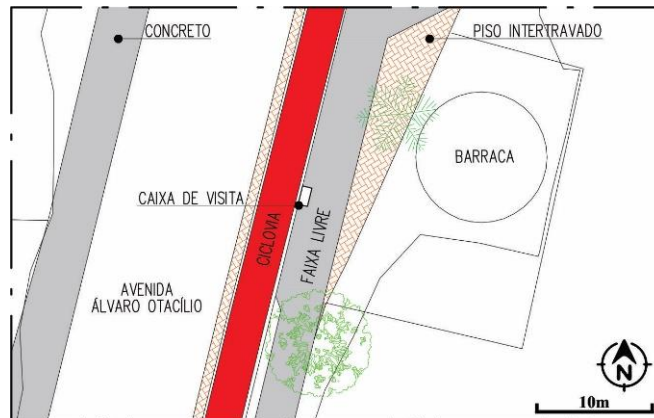 CONCRETO
PISO INTERTRAVADO
BARRACA
CAIXA DE VISITA
CICLOVIA
FAIXA LIVRE
AVENIDA
ÁLVARO OTACÍLIO
N
10m